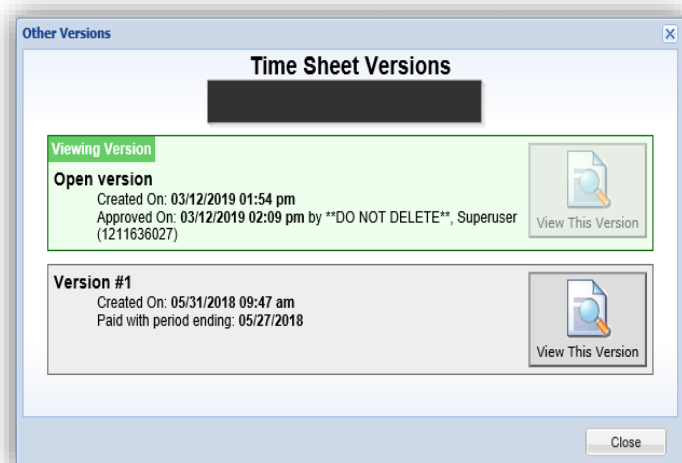 Other Versions
Time Sheet Versions
Viewing Version
Open version
Created On: 03/12/2019 01:54 pm
Approved On: 03/12/2019 02:09 pm by **DO NOT DELETE**, Superuser
(1211636027)
View This Version
Version #1
Created On: 05/31/2018 09:47 am
Paid with period ending: 05/27/2018
View This Version
Close